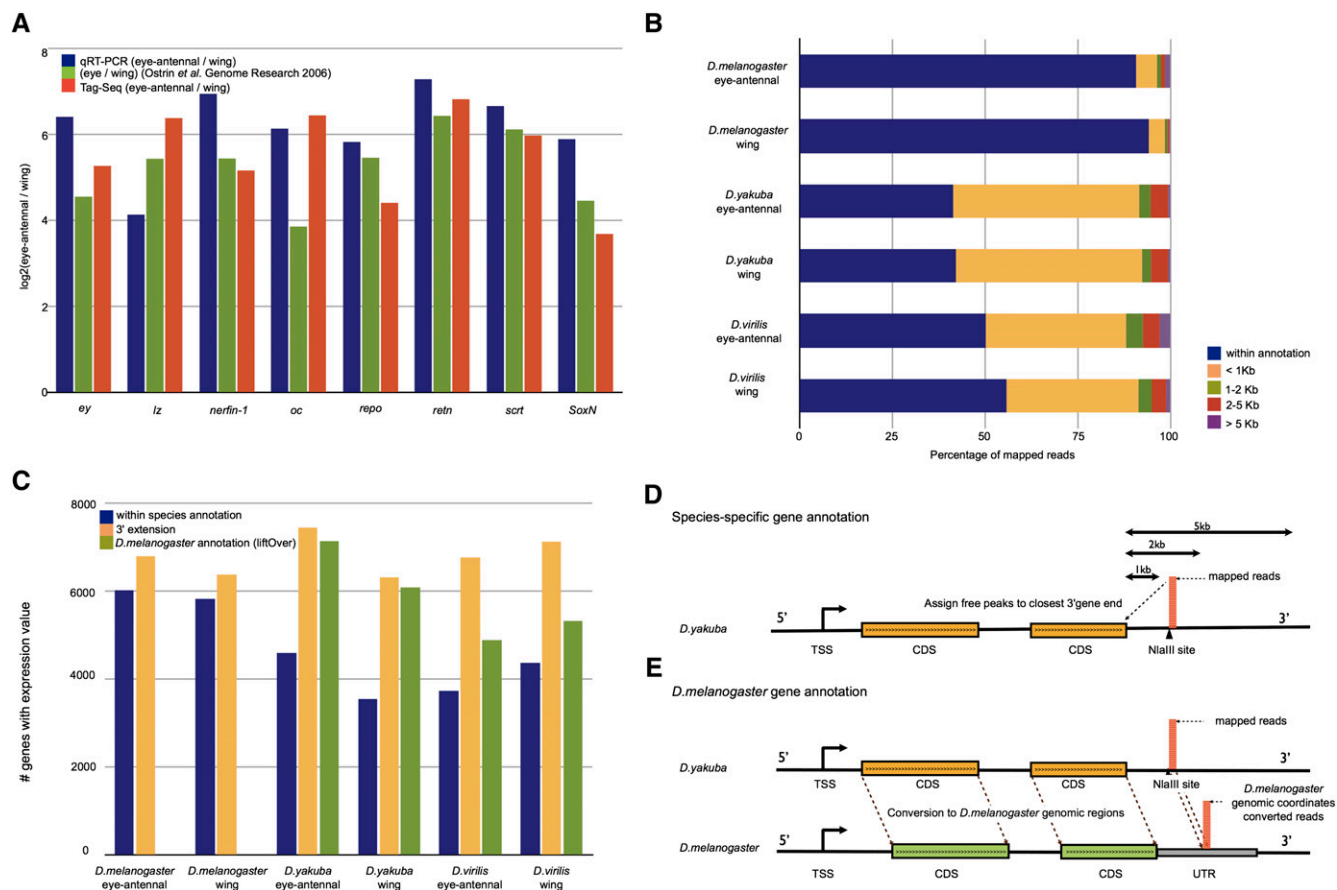 A
8
6
4
2
0
log2(eye-antennal / wing)
qRT-PCR (eye-antennal / wing)
(eye / wing) (Ostrin et al. Genome Research 2006)
Tag-Seq (eye-antennal / wing)
ey
lz
nerfin-1
oc
repo
retn
scrt
SoxN
B
D.melanogaster
eye-antennal
D.melanogaster
wing
D.yakuba
eye-antennal
D.yakuba
wing
D.virilis
eye-antennal
D.virilis
wing
0
25
50
75
100
Percentage of mapped reads
within annotation
< 1Kb
1-2 Kb
2-5 Kb
> 5 Kb
C
8000
6000
4000
2000
0
# genes with expression value
within species annotation
3' extension
D.melanogaster annotation (liftOver)
D.melanogaster
eye-antennal
D.melanogaster
wing
D.yakuba
eye-antennal
D.yakuba
wing
D.virilis
eye-antennal
D.virilis
wing
D
Species-specific gene annotation
5kb
2kb
1kb
mapped reads
Assign free peaks to closest 3'gene end
5'
3'
D.yakuba
TSS
CDS
CDS
NlaIII site
E
D.melanogaster gene annotation
mapped reads
5'
3'
D.yakuba
TSS
CDS
CDS
NlaIII site
Conversion to D.melanogaster genomic regions
D.melanogaster
genomic coordinates
converted reads
5'
3'
D.melanogaster
TSS
CDS
CDS
UTR